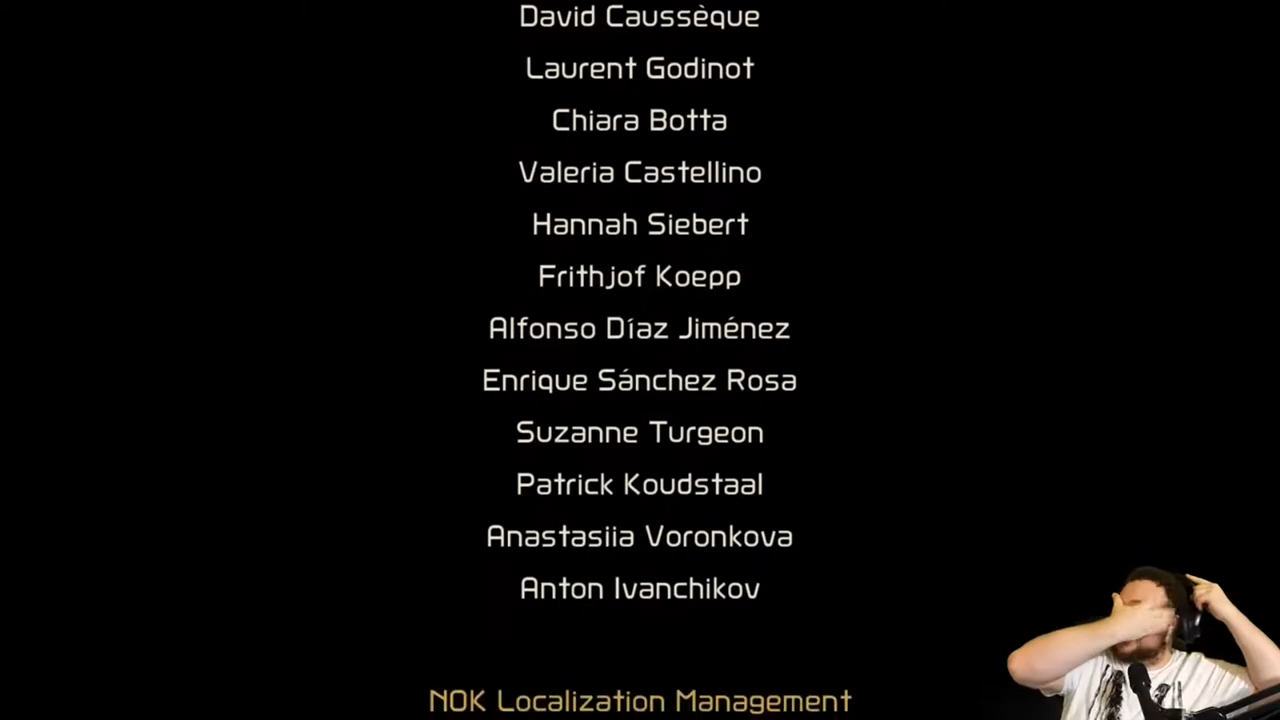 David Caussèque
Laurent Godinot
Chiara Botta
Valeria Castellino
Hannah Siebert
Frithjof Koepp
Alfonso Díaz Jiménez
Enrique Sánchez Rosa
Suzanne Turgeon
Patrick Koudstaal
Anastasiia Voronkova
Anton Ivanchikov
NOK Localization Management